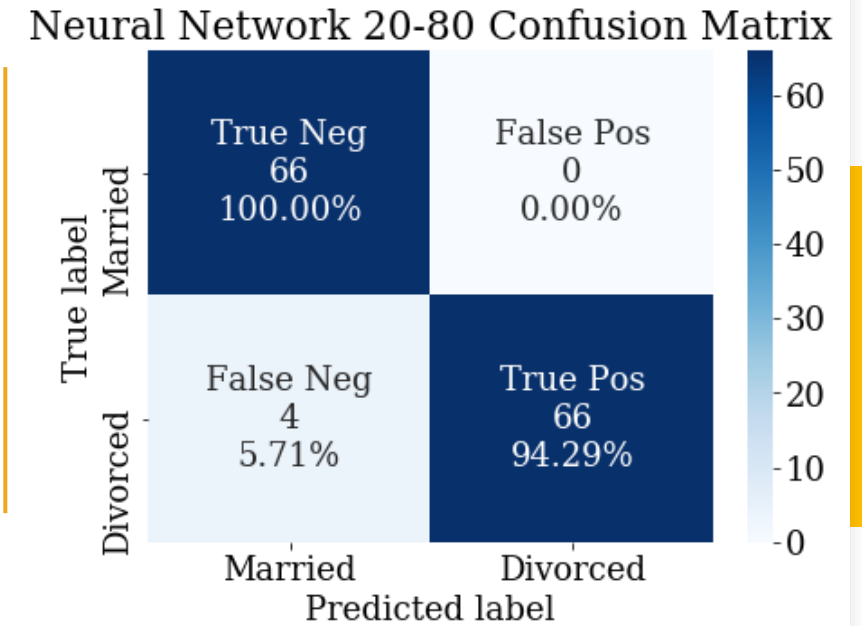 Neural Network 20-80 Confusion Matrix
True label
Married
Divorced
True Neg
66
100.00%
False Pos
0
0.00%
False Neg
4
5.71%
True Pos
66
94.29%
Married
Divorced
Predicted label
60
50
40
30
20
10
0